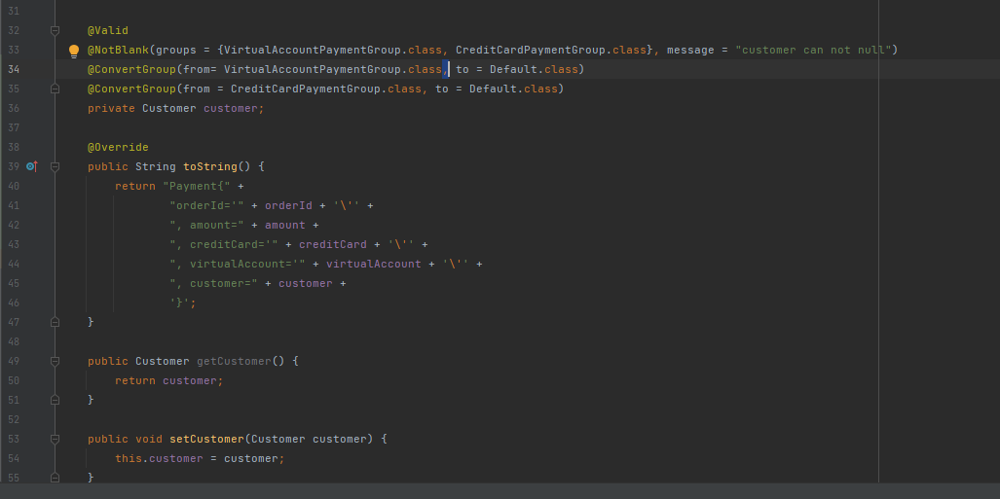 31
32 @Valid
33 @NotBlank(groups = {VirtualAccountPaymentGroup.class, CreditCardPaymentGroup.class}, message = "customer can not null")
34 @ConvertGroup(from= VirtualAccountPaymentGroup.class, to = Default.class)
35 @ConvertGroup(from = CreditCardPaymentGroup.class, to = Default.class)
36 private Customer customer;
37
38 @Override
39 public String toString() {
40 return "Payment{" +
41 "orderId='" + orderId + '\'' +
42 ", amount=" + amount +
43 ", creditCard='" + creditCard + '\'' +
44 ", virtualAccount='" + virtualAccount + '\'' +
45 ", customer=" + customer +
46 '}';
47 }
48
49 public Customer getCustomer() {
50 return customer;
51 }
52
53 public void setCustomer(Customer customer) {
54 this.customer = customer;
55 }